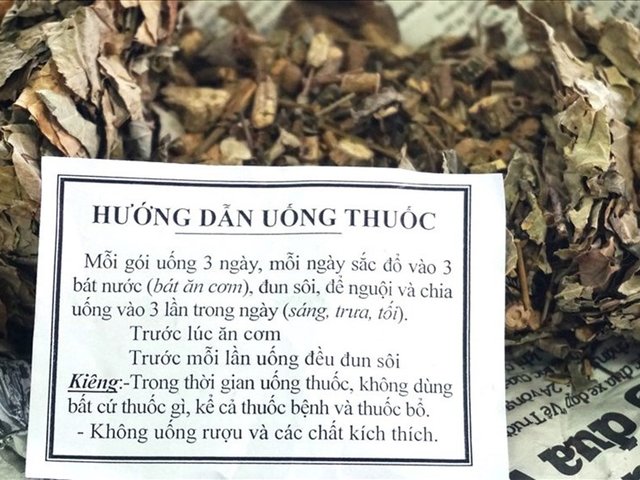 HƯỚNG DẪN UỐNG THUỐC
Mỗi gói uống 3 ngày, mỗi ngày sắc đổ vào 3
bát nước (bát ăn cơm), đun sôi, để nguội và chia
uống vào 3 lần trong ngày (sáng, trưa, tối).
Trước lúc ăn cơm
Trước mỗi lần uống đều đun sôi
Kiêng:-Trong thời gian uống thuốc, không dùng
bất cứ thuốc gì, kể cả thuốc bệnh và thuốc bổ.
- Không uống rượu và các chất kích thích.